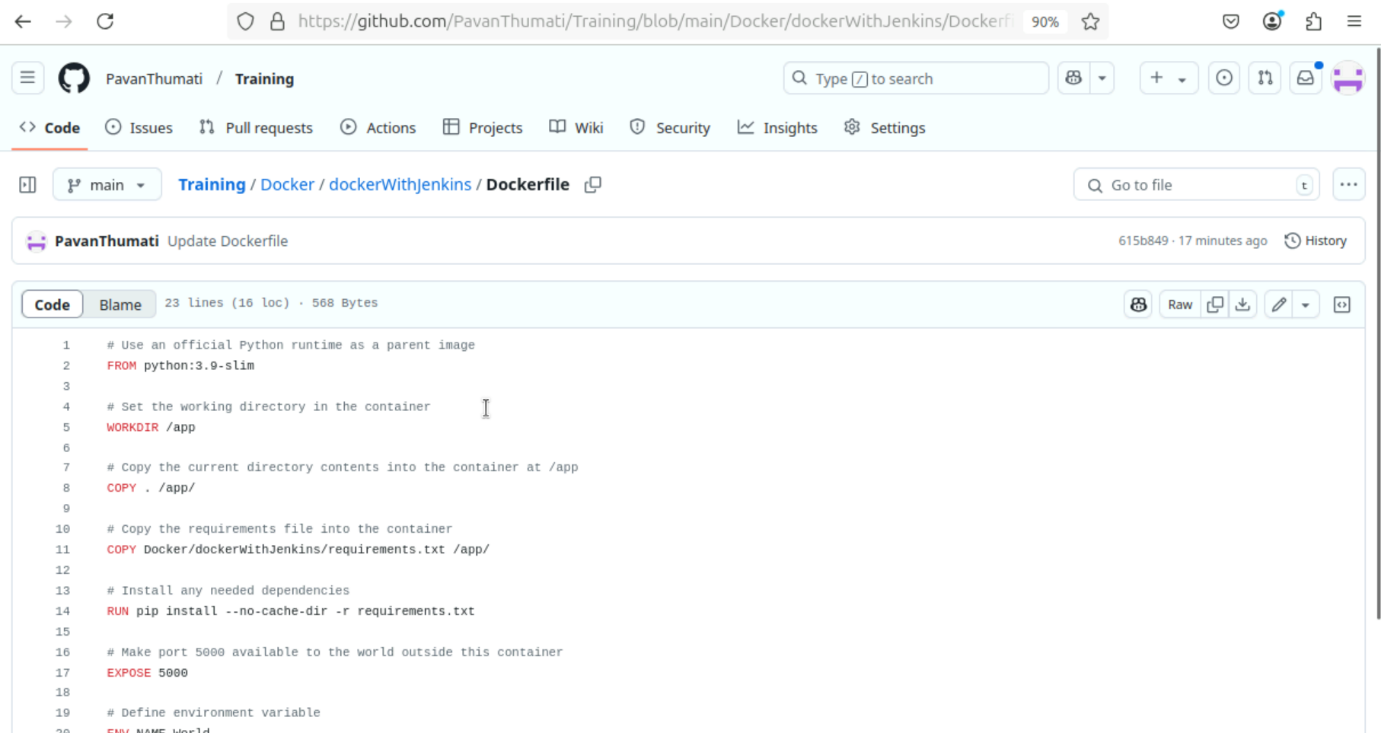 https://github.com/PavanThumati/Training/blob/main/Docker/dockerWithJenkins/Dockerfi 90%
PavanThumati / Training Type / to search
Code Issues Pull requests Actions Projects Wiki Security Insights Settings
main Training / Docker / dockerWithJenkins / Dockerfile Go to file t
PavanThumati Update Dockerfile 615b849 · 17 minutes ago History
Code Blame 23 lines (16 loc) · 568 Bytes Raw
1 # Use an official Python runtime as a parent image
2 FROM python:3.9-slim
3
4 # Set the working directory in the container
5 WORKDIR /app
6
7 # Copy the current directory contents into the container at /app
8 COPY . /app/
9
10 # Copy the requirements file into the container
11 COPY Docker/dockerWithJenkins/requirements.txt /app/
12
13 # Install any needed dependencies
14 RUN pip install --no-cache-dir -r requirements.txt
15
16 # Make port 5000 available to the world outside this container
17 EXPOSE 5000
18
19 # Define environment variable
20 ENV NAME World